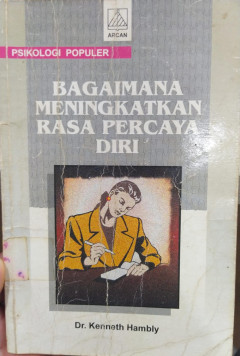 ARCAN
PSIKOLOGI POPULER
BAGAIMANA
MENINGKATKAN
RASA PERCAYA
DIRI
Dr. Kenneth Hambly